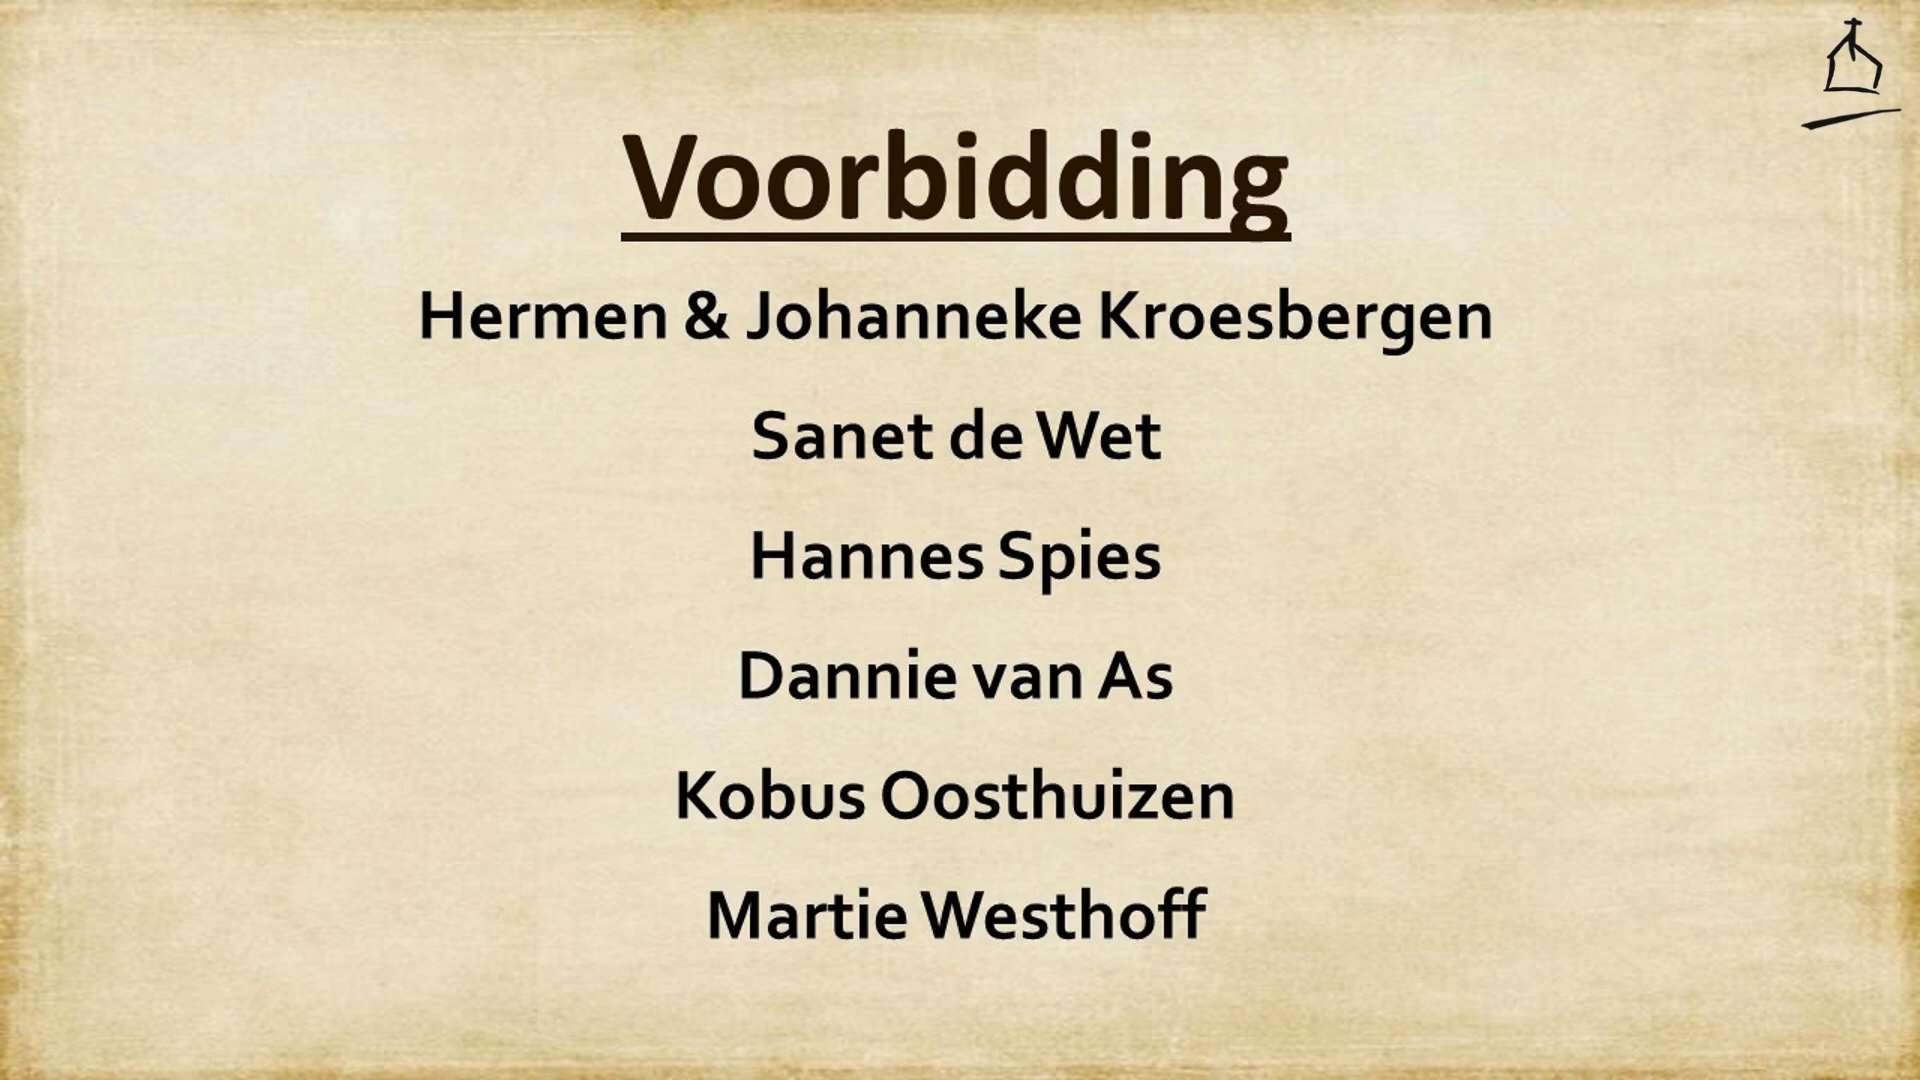 Voorbidding
Hermen & Johanneke Kroesbergen
Sanet de Wet
Hannes Spies
Dannie van As
Kobus Oosthuizen
Martie Westhoff